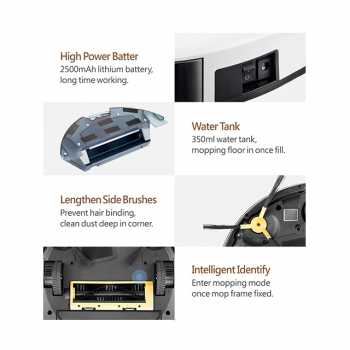 High Power Batter
2500mAh lithium battery,
long time working.
Water Tank
350ml water tank,
mopping floor in once fill.
Lengthen Side Brushes
Prevent hair binding,
clean dust deep in corner.
Intelligent Identify
Enter mopping mode
once mop frame fixed.